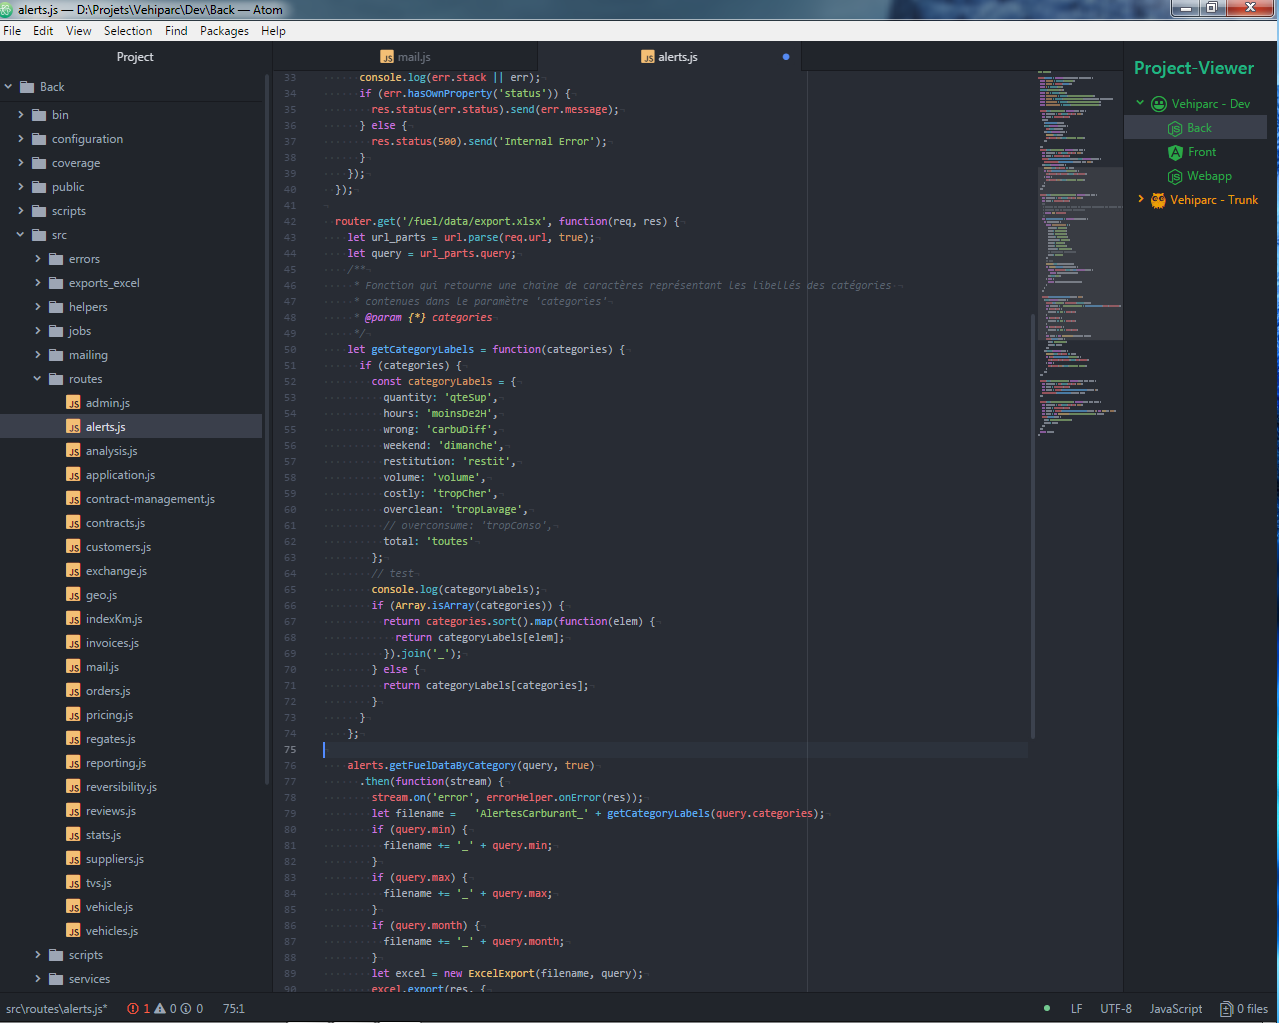 alerts.js — D:\Projets\Vehiparc\Dev\Back — Atom
File Edit View Selection Find Packages Help
Project
Back
bin
configuration
coverage
public
scripts
src
errors
exports_excel
helpers
jobs
mailing
routes
admin.js
alerts.js
analysis.js
application.js
contract-management.js
contracts.js
customers.js
exchange.js
geo.js
indexKm.js
invoices.js
mail.js
orders.js
pricing.js
regates.js
reporting.js
reversibility.js
reviews.js
stats.js
suppliers.js
tvs.js
vehicle.js
vehicles.js
scripts
services
mail.js
alerts.js
33 console.log(err.stack || err);
34 if (err.hasOwnProperty('status')) {
35 res.status(err.status).send(err.message);
36 } else {
37 res.status(500).send('Internal Error');
38 }
39 });
40 });
41
42 router.get('/fuel/data/export.xlsx', function(req, res) {
43 let url_parts = url.parse(req.url, true);
44 let query = url_parts.query;
45 /**
46 * Fonction qui retourne une chaine de caractères représentant les libellés des catégories
47 * contenues dans le paramètre 'categories'
48 * @param {*} categories
49 */
50 let getCategoryLabels = function(categories) {
51 if (categories) {
52 const categoryLabels = {
53 quantity: 'qteSup',
54 hours: 'moinsDe2H',
55 wrong: 'carbuDiff',
56 weekend: 'dimanche',
57 restitution: 'restit',
58 volume: 'volume',
59 costly: 'tropCher',
60 overclean: 'tropLavage',
61 // overconsume: 'tropConso',
62 total: 'toutes'
63 };
64 // test
65 console.log(categoryLabels);
66 if (Array.isArray(categories)) {
67 return categories.sort().map(function(elem) {
68 return categoryLabels[elem];
69 }).join('_');
70 } else {
71 return categoryLabels[categories];
72 }
73 }
74 };
75
76 alerts.getFuelDataByCategory(query, true)
77 .then(function(stream) {
78 stream.on('error', errorHelper.onError(res));
79 let filename = 'AlertesCarburant_' + getCategoryLabels(query.categories);
80 if (query.min) {
81 filename += '_' + query.min;
82 }
83 if (query.max) {
84 filename += '_' + query.max;
85 }
86 if (query.month) {
87 filename += '_' + query.month;
88 }
89 let excel = new ExcelExport(filename, query);
90 excel.export(res, {
Project-Viewer
Vehiparc - Dev
Back
Front
Webapp
Vehiparc - Trunk
src\routes\alerts.js* 1 0 0 75:1 LF UTF-8 JavaScript 0 files